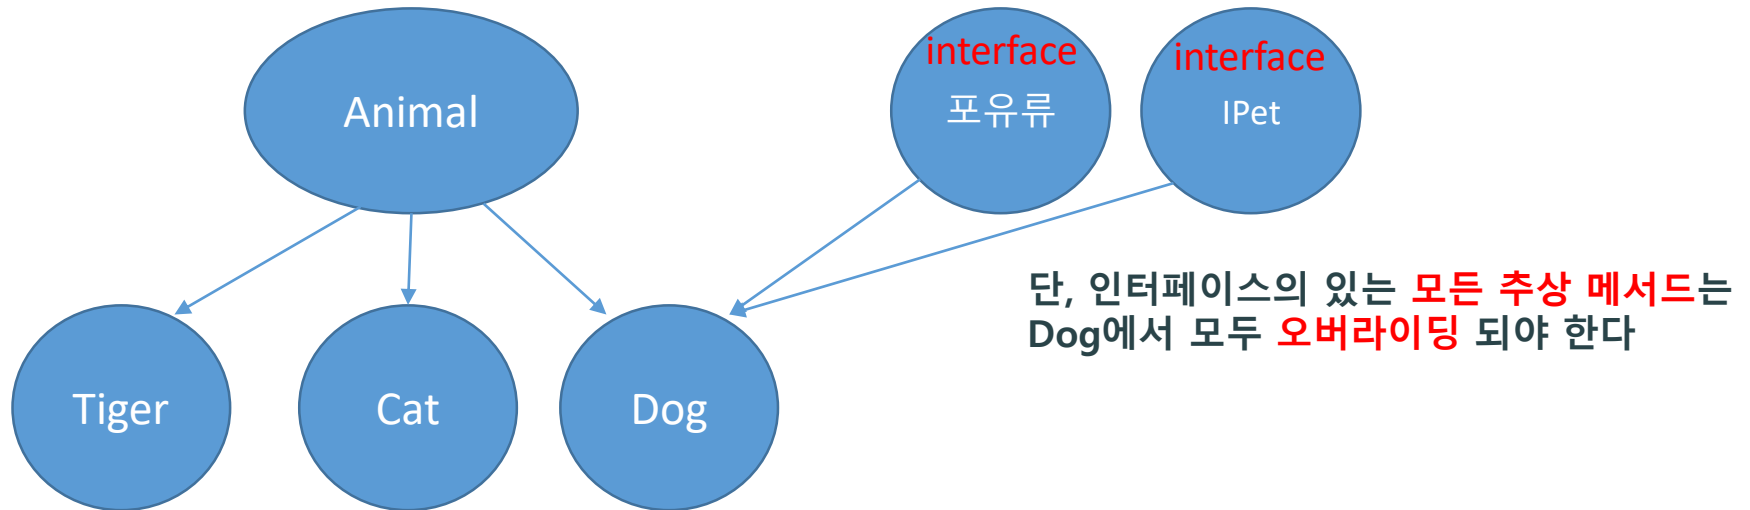 Animal
interface
포유류
interface
IPet
단, 인터페이스의 있는 모든 추상 메서드는
Dog에서 모두 오버라이딩 되야 한다
Tiger
Cat
Dog